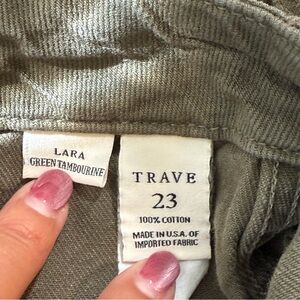 LARA
GREEN TAMBOURINE
TRAVE
23
100% COTTON
MADE IN U.S.A. OF
IMPORTED FABRIC